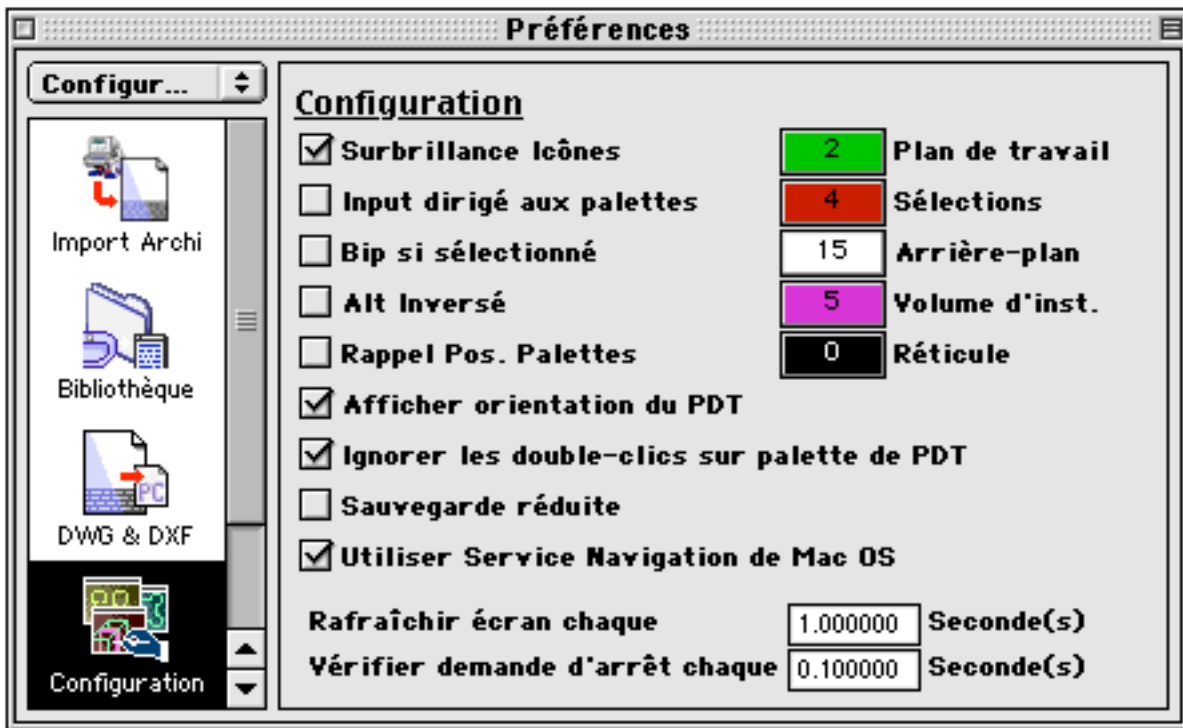 Préférences
Configur...
Import Archi
Bibliothèque
PC
DWG & DXF
Configuration
Configuration
Surbrillance Icônes 2 Plan de travail
Input dirigé aux palettes 4 Sélections
Bip si sélectionné 15 Arrière-plan
Alt Inversé 5 Volume d'inst.
Rappel Pos. Palettes 0 Réticule
Afficher orientation du PDT
Ignorer les double-clics sur palette de PDT
Sauvegarde réduite
Utiliser Service Navigation de Mac OS
Rafraîchir écran chaque 1.000000 Seconde(s)
Vérifier demande d'arrêt chaque 0.100000 Seconde(s)